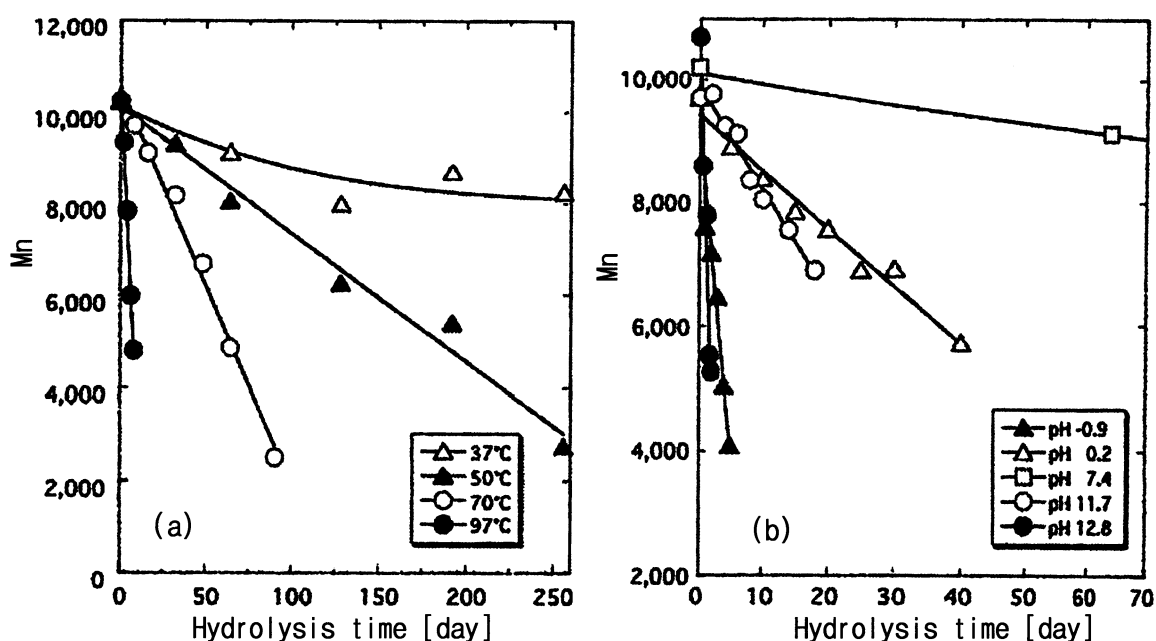 12,000
10,000
8,000
6,000
4,000
2,000
0
Mn
0 50 100 150 200 250
Hydrolysis time [day]
(a)
37°C
50°C
70°C
97°C
10,000
8,000
6,000
4,000
2,000
Mn
0 10 20 30 40 50 60 70
Hydrolysis time [day]
(b)
pH -0.9
pH 0.2
pH 7.4
pH 11.7
pH 12.8